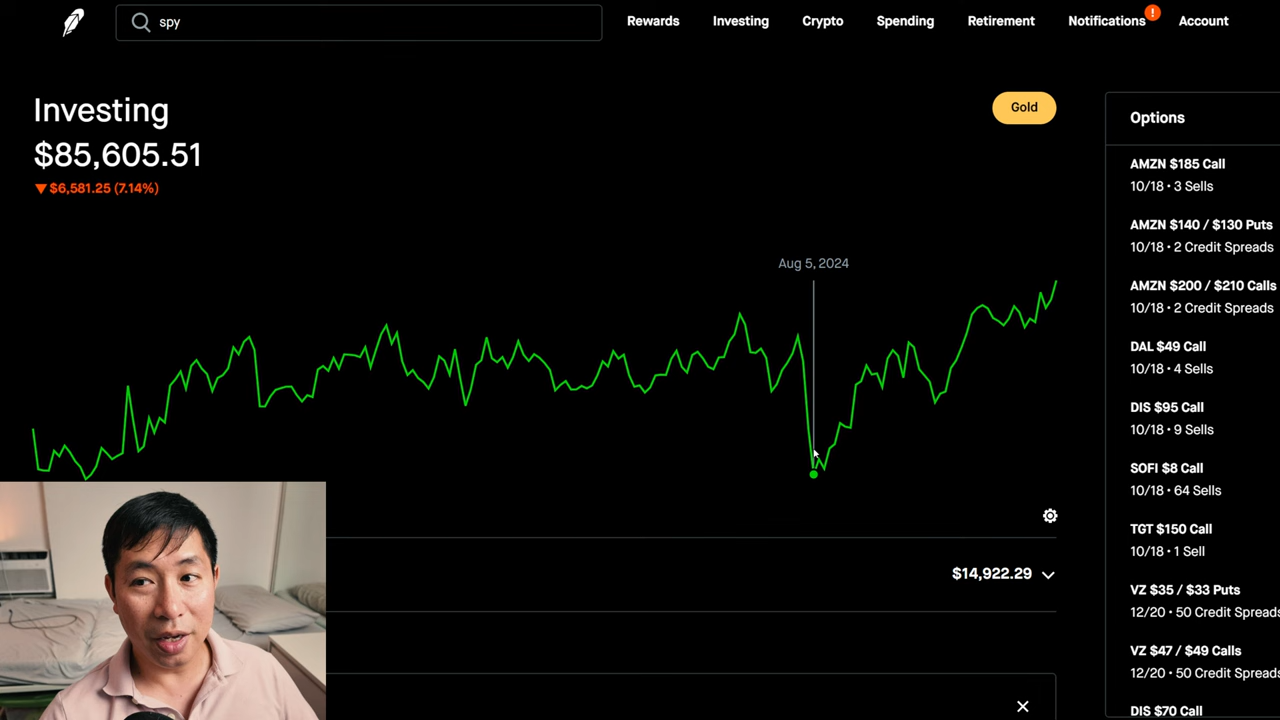 spy
Rewards
Investing
Crypto
Spending
Retirement
Notifications
!
Account
Investing
$85,605.51
▼ $6,581.25 (7.14%)
Gold
Aug 5, 2024
$14,922.29
Options
AMZN $185 Call
10/18 • 3 Sells
AMZN $140 / $130 Puts
10/18 • 2 Credit Spreads
AMZN $200 / $210 Calls
10/18 • 2 Credit Spreads
DAL $49 Call
10/18 • 4 Sells
DIS $95 Call
10/18 • 9 Sells
SOFI $8 Call
10/18 • 64 Sells
TGT $150 Call
10/18 • 1 Sell
VZ $35 / $33 Puts
12/20 • 50 Credit Spreads
VZ $47 / $49 Calls
12/20 • 50 Credit Spreads
DIS $70 Call